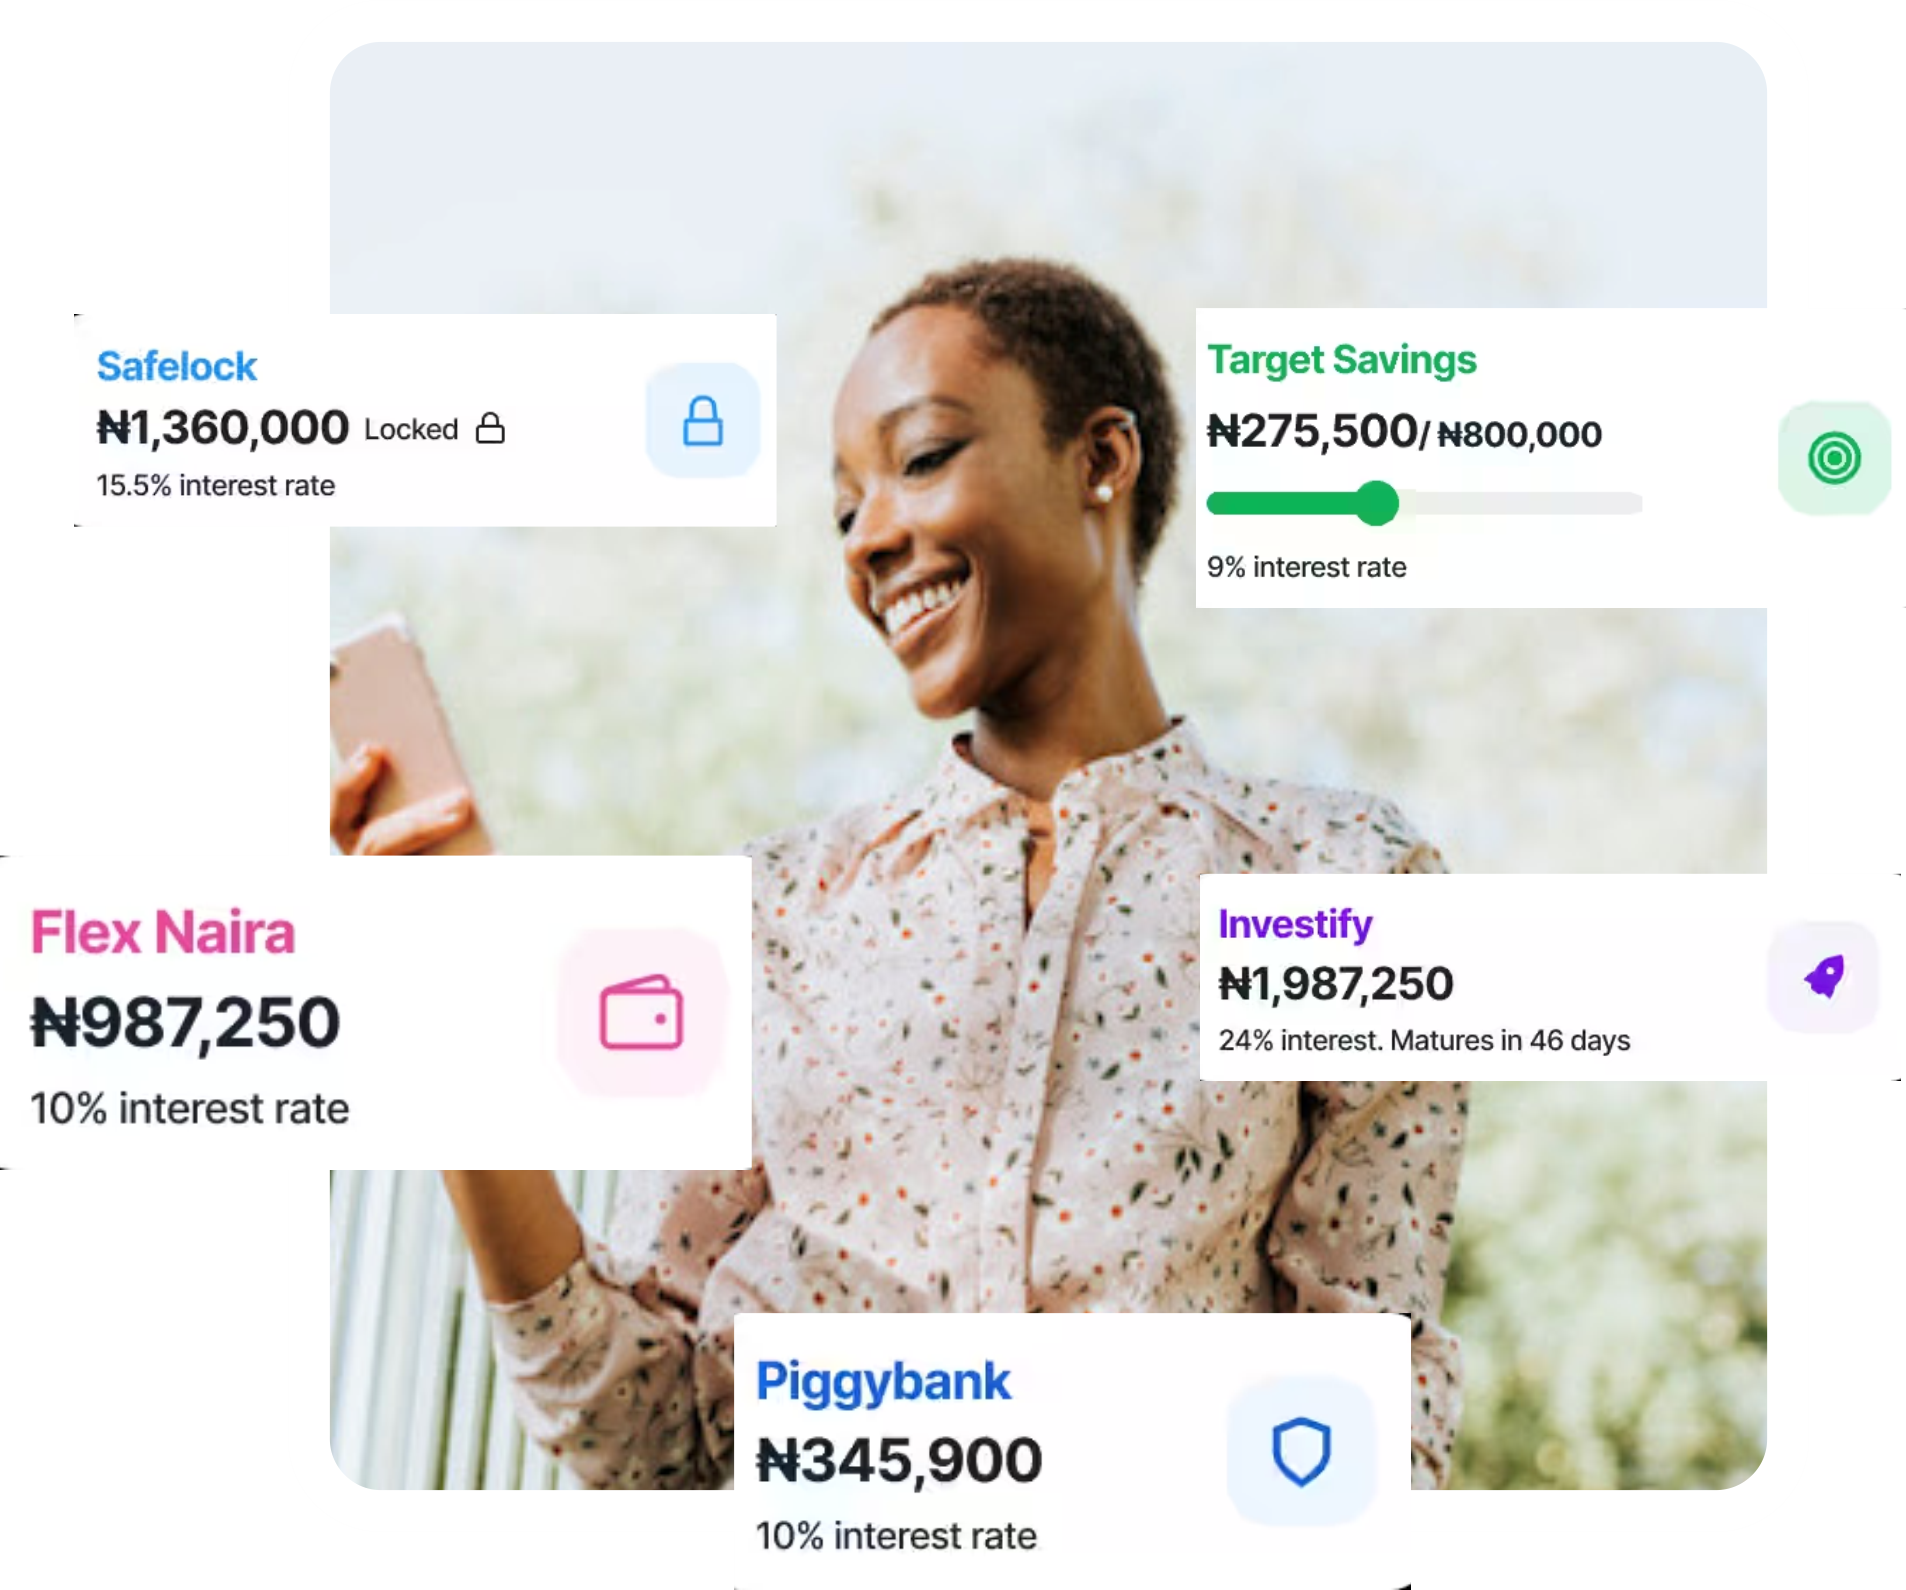 Safelock
₦1,360,000 Locked
15.5% interest rate
Target Savings
₦275,500/ ₦800,000
9% interest rate
Flex Naira
₦987,250
10% interest rate
Investify
₦1,987,250
24% interest. Matures in 46 days
Piggybank
₦345,900
10% interest rate